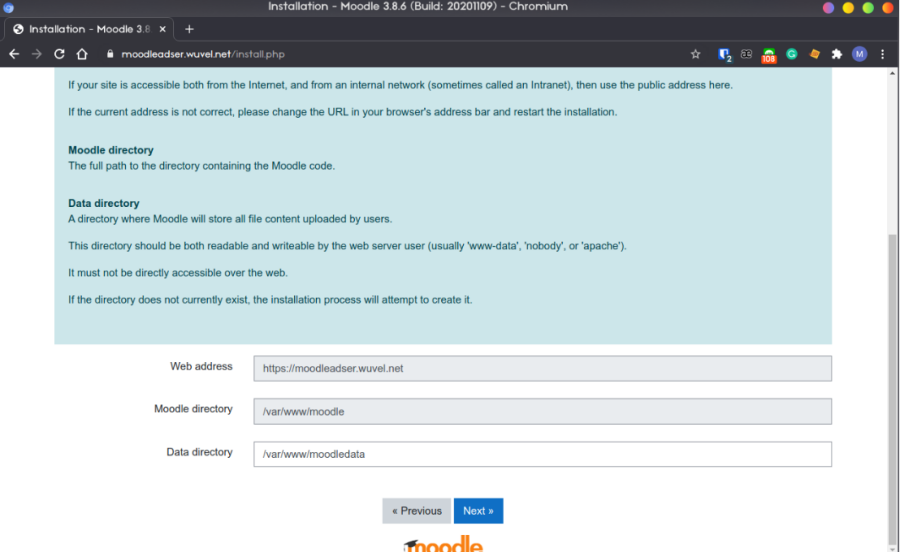 Installation - Moodle 3.8.6 (Build: 20201109) - Chromium
Installation - Moodle 3.8
moodleadser.wuvel.net/install.php
2
108
M
If your site is accessible both from the Internet, and from an internal network (sometimes called an Intranet), then use the public address here.
If the current address is not correct, please change the URL in your browser's address bar and restart the installation.
Moodle directory
The full path to the directory containing the Moodle code.
Data directory
A directory where Moodle will store all file content uploaded by users.
This directory should be both readable and writeable by the web server user (usually 'www-data', 'nobody', or 'apache').
It must not be directly accessible over the web.
If the directory does not currently exist, the installation process will attempt to create it.
Web address https://moodleadser.wuvel.net
Moodle directory /var/www/moodle
Data directory /var/www/moodledata
« Previous Next »
moodle